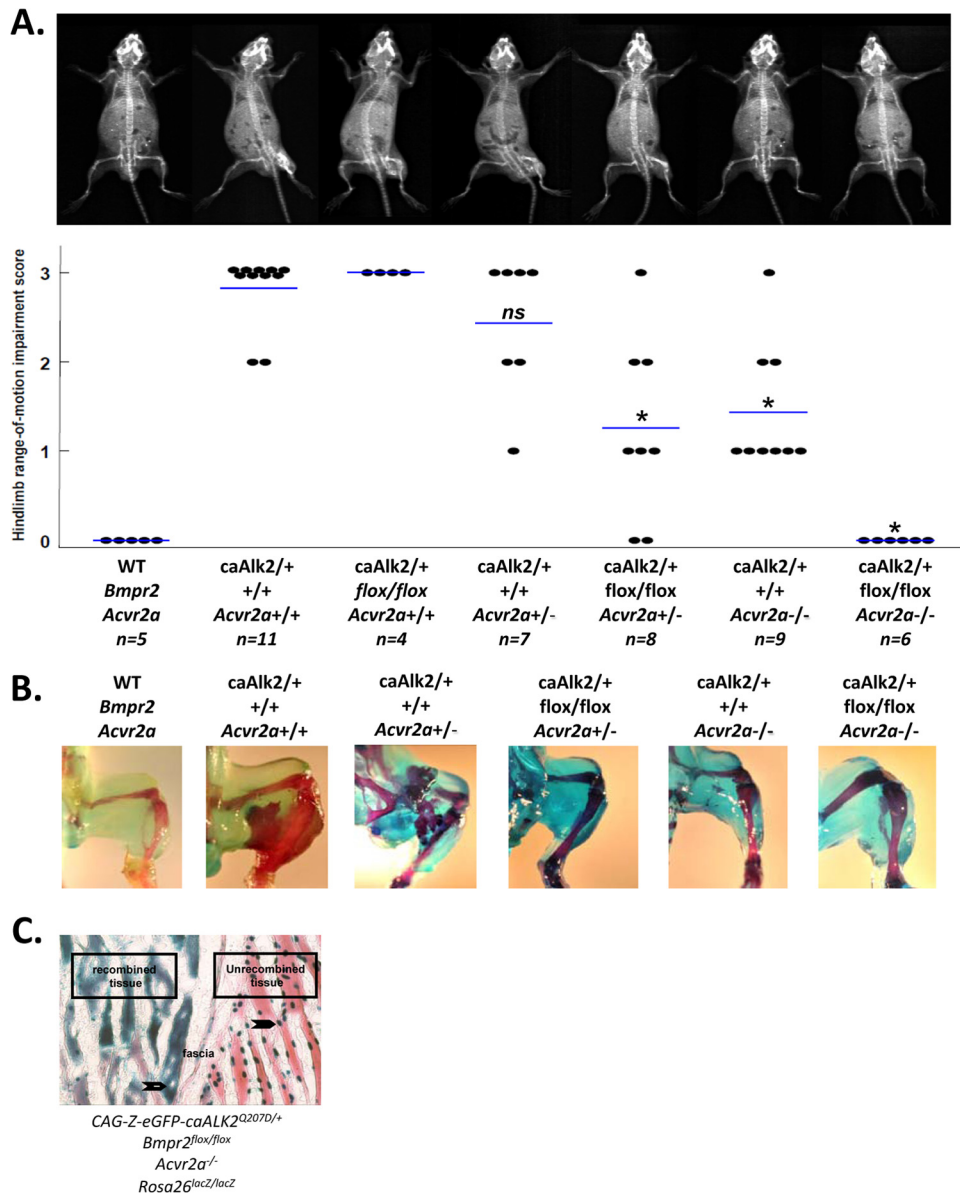 A.
Hindlimb range-of-motion impairment score
3
2
1
0
ns
*
*
*
WT
Bmpr2
Acvr2a
n=5
caAlk2/+
+/+
Acvr2a+/+
n=11
caAlk2/+
flox/flox
Acvr2a+/+
n=4
caAlk2/+
+/+
Acvr2a+/-
n=7
caAlk2/+
flox/flox
Acvr2a+/-
n=8
caAlk2/+
+/+
Acvr2a-/-
n=9
caAlk2/+
flox/flox
Acvr2a-/-
n=6
B.
WT
Bmpr2
Acvr2a
caAlk2/+
+/+
Acvr2a+/+
caAlk2/+
+/+
Acvr2a+/-
caAlk2/+
flox/flox
Acvr2a+/-
caAlk2/+
+/+
Acvr2a-/-
caAlk2/+
flox/flox
Acvr2a-/-
C.
recombined
tissue
Unrecombined
tissue
fascia
CAG-Z-eGFP-caALK2Q207D/+
Bmpr2flox/flox
Acvr2a-/-
Rosa26lacZ/lacZ